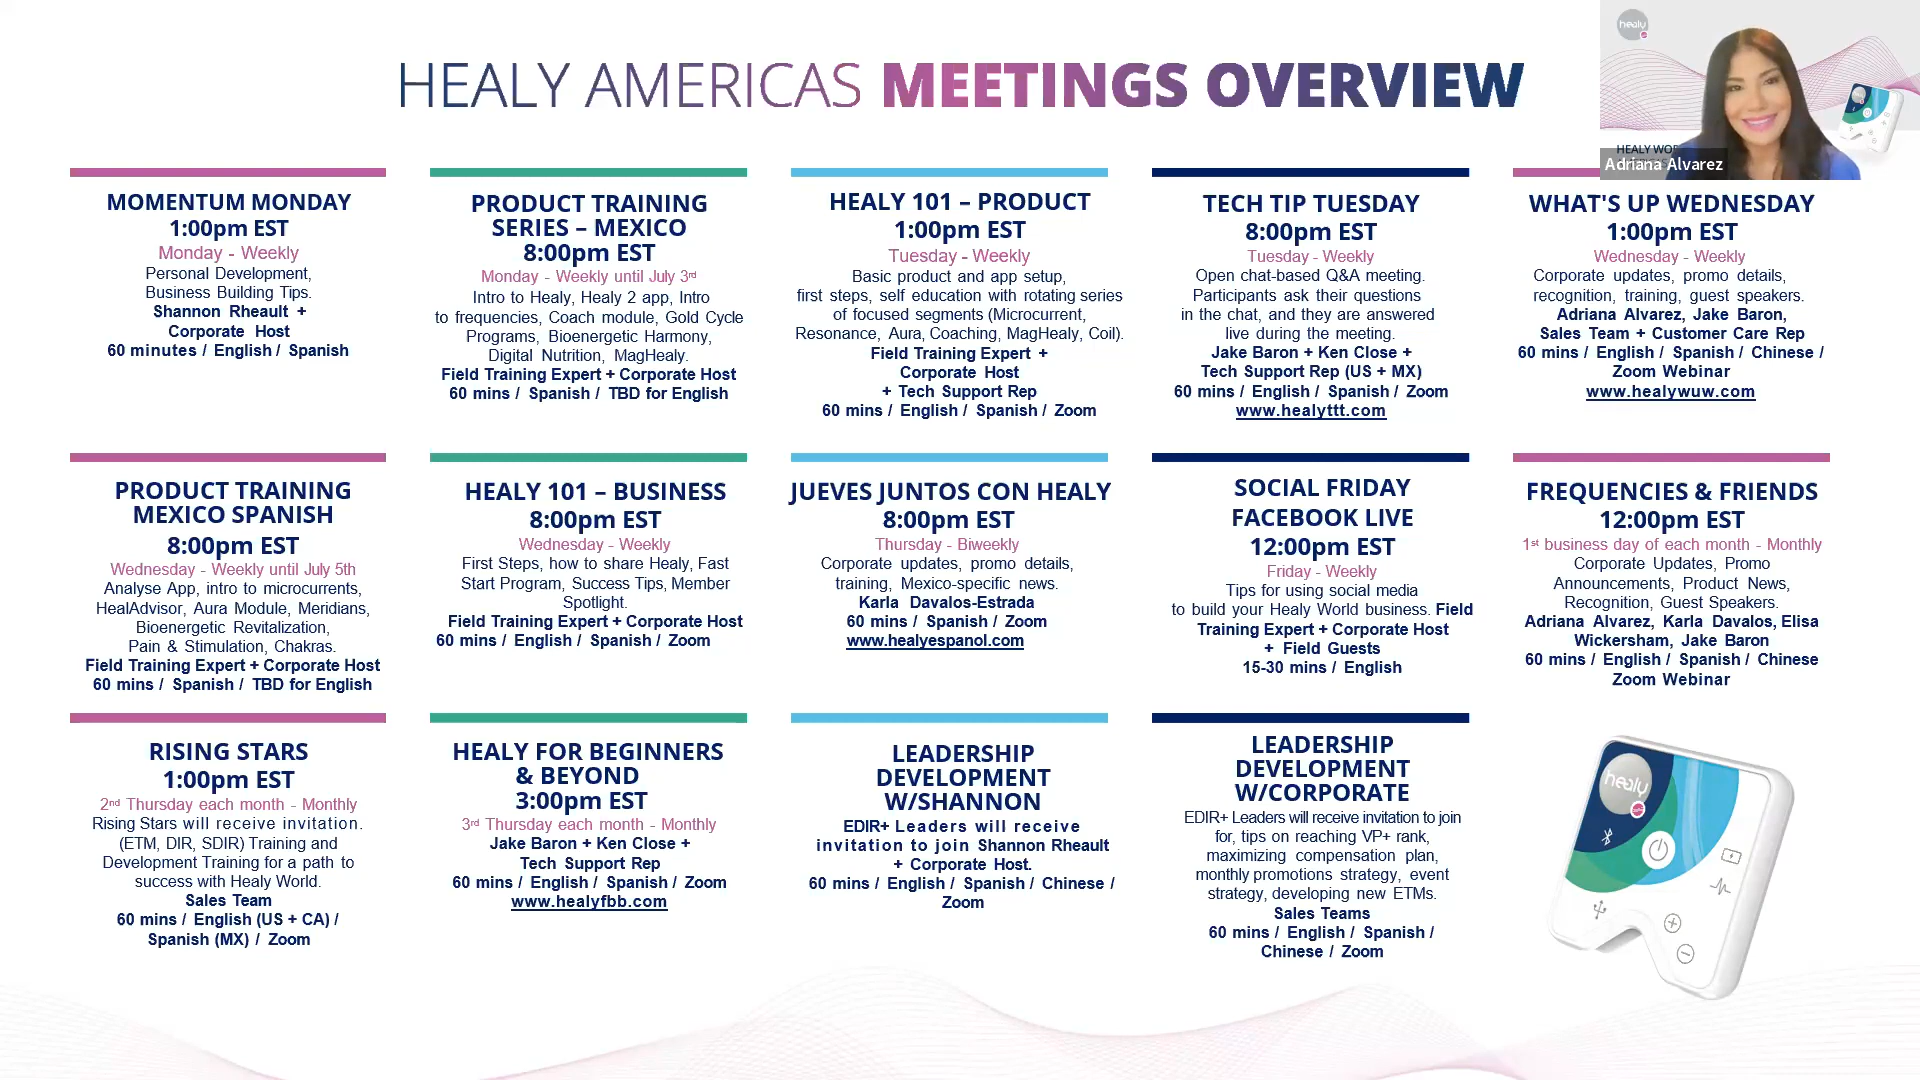 HEALY AMERICAS MEETINGS OVERVIEW
healy
HEALY WO
Adriana Alvarez
MOMENTUM MONDAY
1:00pm EST
Monday - Weekly
Personal Development,
Business Building Tips.
Shannon Rheault +
Corporate Host
60 minutes / English / Spanish
PRODUCT TRAINING
SERIES – MEXICO
8:00pm EST
Monday - Weekly until July 3rd
Intro to Healy, Healy 2 app, Intro
to frequencies, Coach module, Gold Cycle
Programs, Bioenergetic Harmony,
Digital Nutrition, MagHealy.
Field Training Expert + Corporate Host
60 mins / Spanish / TBD for English
HEALY 101 – PRODUCT
1:00pm EST
Tuesday - Weekly
Basic product and app setup,
first steps, self education with rotating series
of focused segments (Microcurrent,
Resonance, Aura, Coaching, MagHealy, Coil).
Field Training Expert +
Corporate Host
+ Tech Support Rep
60 mins / English / Spanish / Zoom
TECH TIP TUESDAY
8:00pm EST
Tuesday - Weekly
Open chat-based Q&A meeting.
Participants ask their questions
in the chat, and they are answered
live during the meeting.
Jake Baron + Ken Close +
Tech Support Rep (US + MX)
60 mins / English / Spanish / Zoom
www.healyttt.com
WHAT'S UP WEDNESDAY
1:00pm EST
Wednesday - Weekly
Corporate updates, promo details,
recognition, training, guest speakers.
Adriana Alvarez, Jake Baron,
Sales Team + Customer Care Rep
60 mins / English / Spanish / Chinese /
Zoom Webinar
www.healywuw.com
PRODUCT TRAINING
MEXICO SPANISH
8:00pm EST
Wednesday - Weekly until July 5th
Analyse App, intro to microcurrents,
HealAdvisor, Aura Module, Meridians,
Bioenergetic Revitalization,
Pain & Stimulation, Chakras.
Field Training Expert + Corporate Host
60 mins / Spanish / TBD for English
HEALY 101 – BUSINESS
8:00pm EST
Wednesday - Weekly
First Steps, how to share Healy, Fast
Start Program, Success Tips, Member
Spotlight.
Field Training Expert + Corporate Host
60 mins / English / Spanish / Zoom
JUEVES JUNTOS CON HEALY
8:00pm EST
Thursday - Biweekly
Corporate updates, promo details,
training, Mexico-specific news.
Karla Davalos-Estrada
60 mins / Spanish / Zoom
www.healyespanol.com
SOCIAL FRIDAY
FACEBOOK LIVE
12:00pm EST
Friday - Weekly
Tips for using social media
to build your Healy World business. Field
Training Expert + Corporate Host
+ Field Guests
15-30 mins / English
FREQUENCIES & FRIENDS
12:00pm EST
1st business day of each month - Monthly
Corporate Updates, Promo
Announcements, Product News,
Recognition, Guest Speakers.
Adriana Alvarez, Karla Davalos, Elisa
Wickersham, Jake Baron
60 mins / English / Spanish / Chinese
Zoom Webinar
RISING STARS
1:00pm EST
2nd Thursday each month - Monthly
Rising Stars will receive invitation.
(ETM, DIR, SDIR) Training and
Development Training for a path to
success with Healy World.
Sales Team
60 mins / English (US + CA) /
Spanish (MX) / Zoom
HEALY FOR BEGINNERS
& BEYOND
3:00pm EST
3rd Thursday each month - Monthly
Jake Baron + Ken Close +
Tech Support Rep
60 mins / English / Spanish / Zoom
www.healyfbb.com
LEADERSHIP
DEVELOPMENT
W/SHANNON
EDIR+ Leaders will receive
invitation to join Shannon Rheault
+ Corporate Host.
60 mins / English / Spanish / Chinese /
Zoom
LEADERSHIP
DEVELOPMENT
W/CORPORATE
EDIR+ Leaders will receive invitation to join
for, tips on reaching VP+ rank,
maximizing compensation plan,
monthly promotions strategy, event
strategy, developing new ETMs.
Sales Teams
60 mins / English / Spanish /
Chinese / Zoom
healy